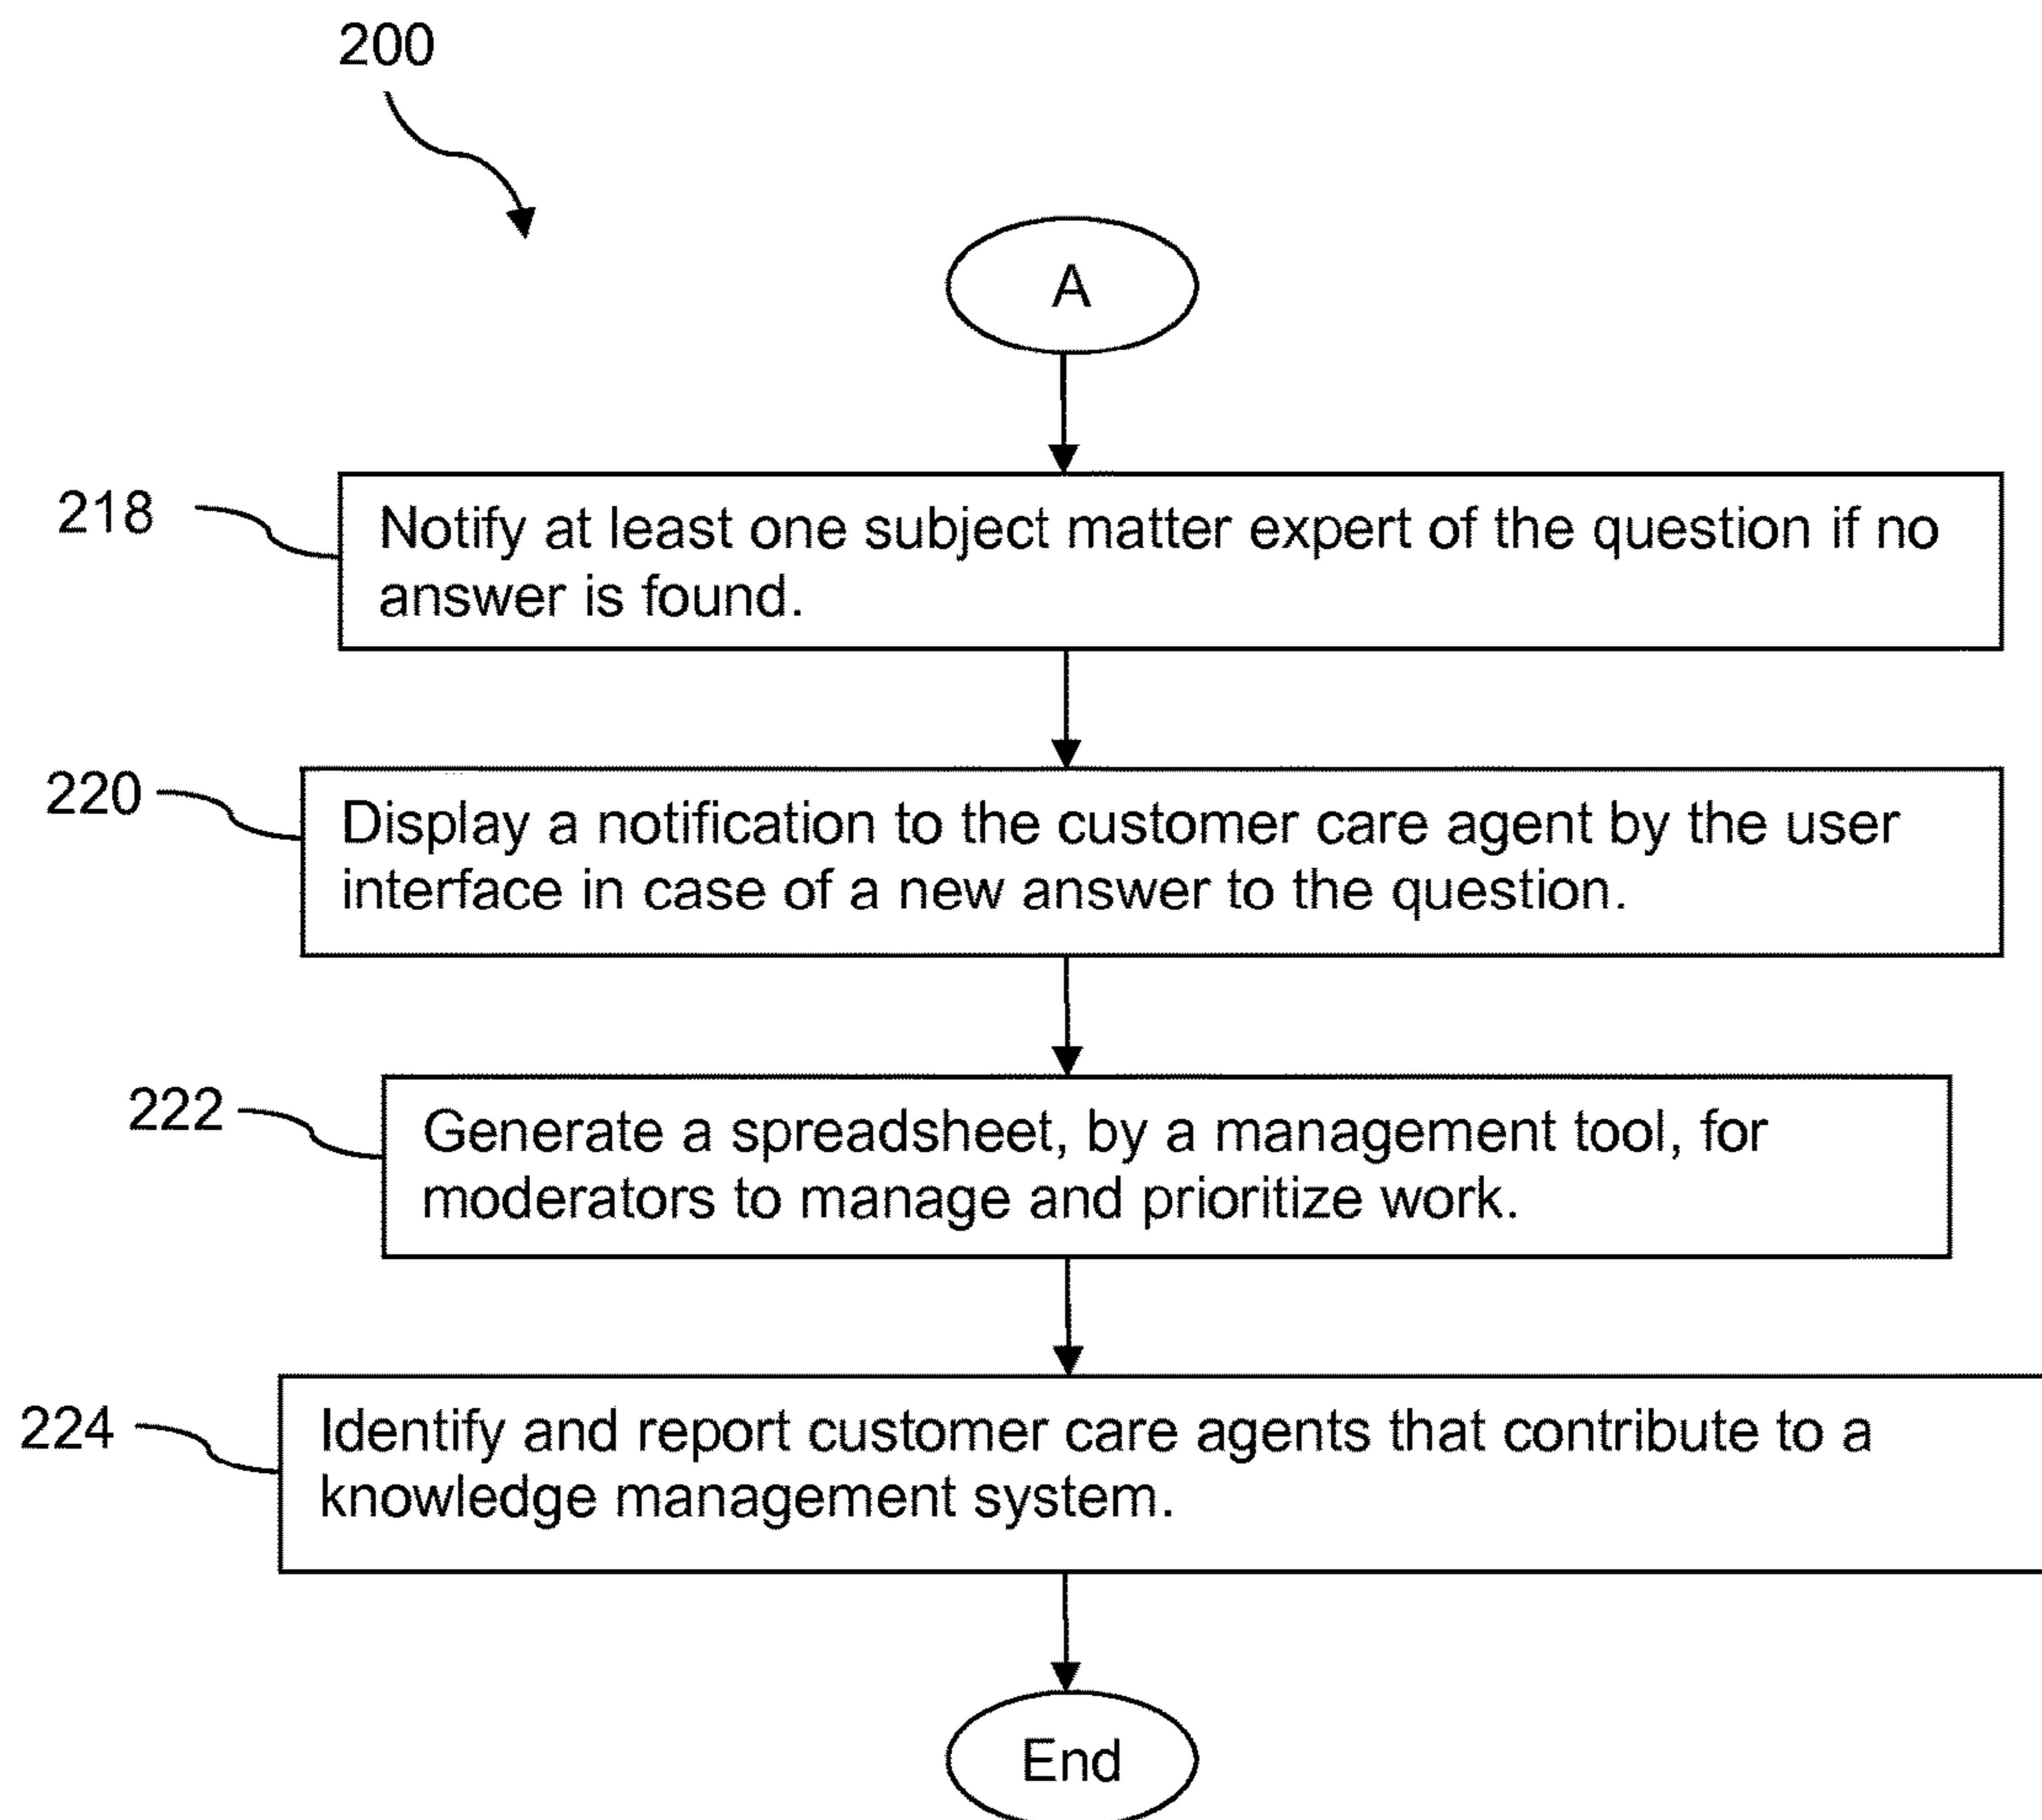 200
A
218
Notify at least one subject matter expert of the question if no
answer is found.
220
Display a notification to the customer care agent by the user
interface in case of a new answer to the question.
222
Generate a spreadsheet, by a management tool, for
moderators to manage and prioritize work.
224
Identify and report customer care agents that contribute to a
knowledge management system.
End